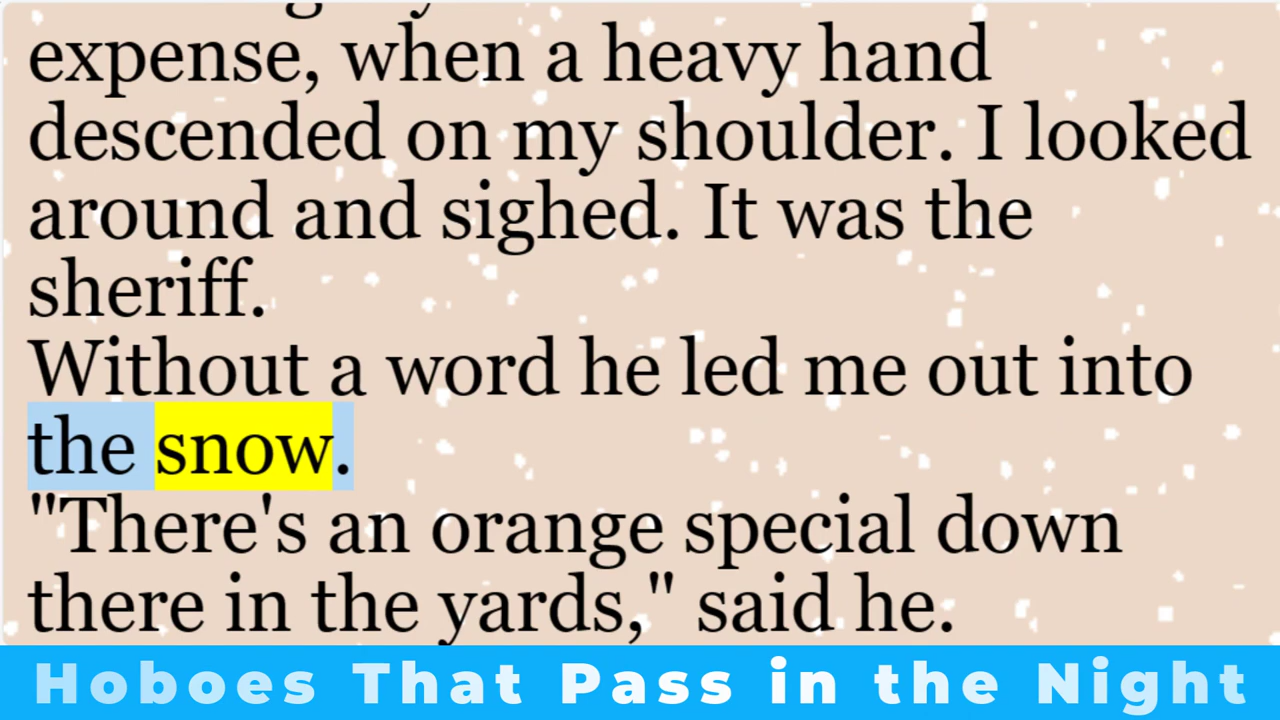 expense, when a heavy hand
descended on my shoulder. I looked
around and sighed. It was the
sheriff.
Without a word he led me out into
the snow.
"There's an orange special down
there in the yards," said he.
Hoboes That Pass in the Night